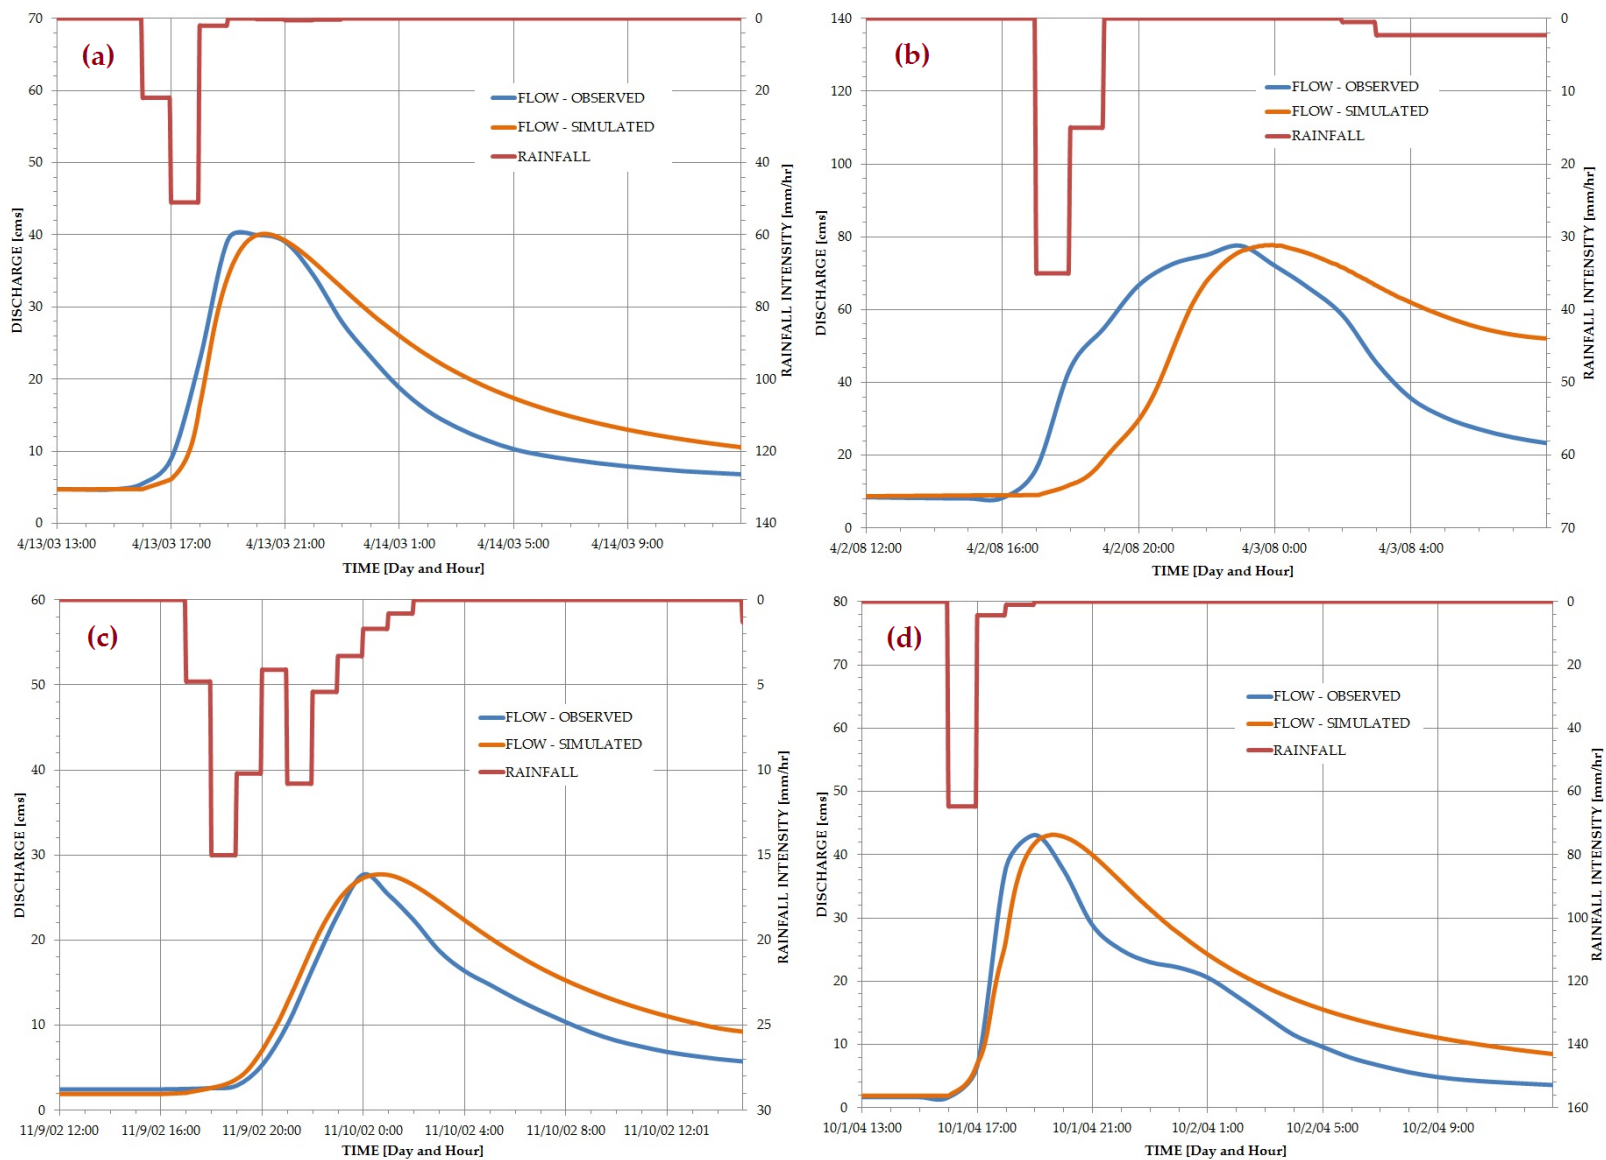 (a)
FLOW - OBSERVED
FLOW - SIMULATED
RAINFALL
DISCHARGE [cms]
70
60
50
40
30
20
10
0
RAINFALL INTENSITY [mm/hr]
0
20
40
60
80
100
120
140
4/13/03 13:00 4/13/03 17:00 4/13/03 21:00 4/14/03 1:00 4/14/03 5:00 4/14/03 9:00
TIME [Day and Hour]
(b)
FLOW - OBSERVED
FLOW - SIMULATED
RAINFALL
DISCHARGE [cms]
140
120
100
80
60
40
20
0
RAINFALL INTENSITY [mm/hr]
0
10
20
30
40
50
60
70
4/2/08 12:00 4/2/08 16:00 4/2/08 20:00 4/3/08 0:00 4/3/08 4:00
TIME [Day and Hour]
(c)
FLOW - OBSERVED
FLOW - SIMULATED
RAINFALL
DISCHARGE [cms]
60
50
40
30
20
10
0
RAINFALL INTENSITY [mm/hr]
0
5
10
15
20
25
30
11/9/02 12:00 11/9/02 16:00 11/9/02 20:00 11/10/02 0:00 11/10/02 4:00 11/10/02 8:00 11/10/02 12:01
TIME [Day and Hour]
(d)
FLOW - OBSERVED
FLOW - SIMULATED
RAINFALL
DISCHARGE [cms]
80
70
60
50
40
30
20
10
0
RAINFALL INTENSITY [mm/hr]
0
20
40
60
80
100
120
140
160
10/1/04 13:00 10/1/04 17:00 10/1/04 21:00 10/2/04 1:00 10/2/04 5:00 10/2/04 9:00
TIME [Day and Hour]